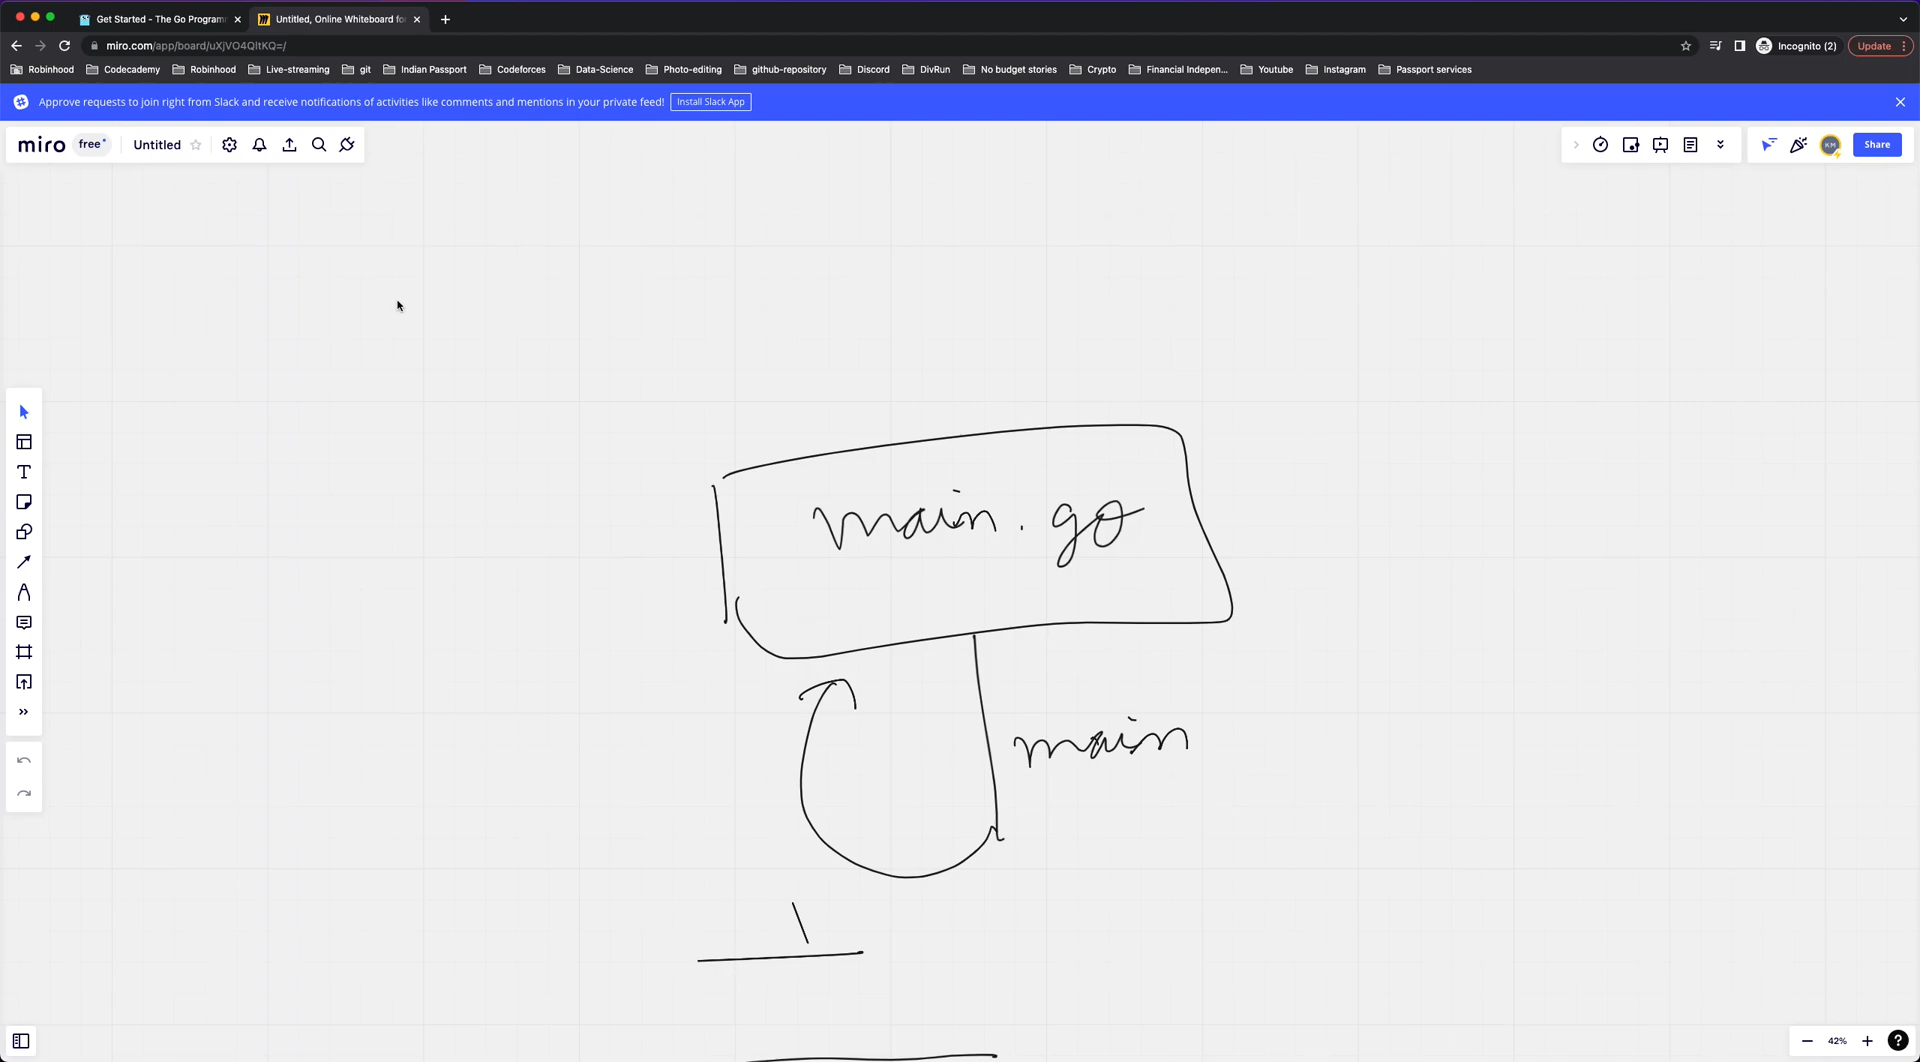 Get Started - The Go Program
Untitled, Online Whiteboard for
miro.com/app/board/uXjVO4QltKQ=/
Incognito (2)
Update
Robinhood
Codecademy
Robinhood
Live-streaming
git
Indian Passport
Codeforces
Data-Science
Photo-editing
github-repository
Discord
DivRun
No budget stories
Crypto
Financial Indepen...
Youtube
Instagram
Passport services
Approve requests to join right from Slack and receive notifications of activities like comments and mentions in your private feed!
Install Slack App
miro
free
Untitled
KM
Share
main.go
main
1
42%